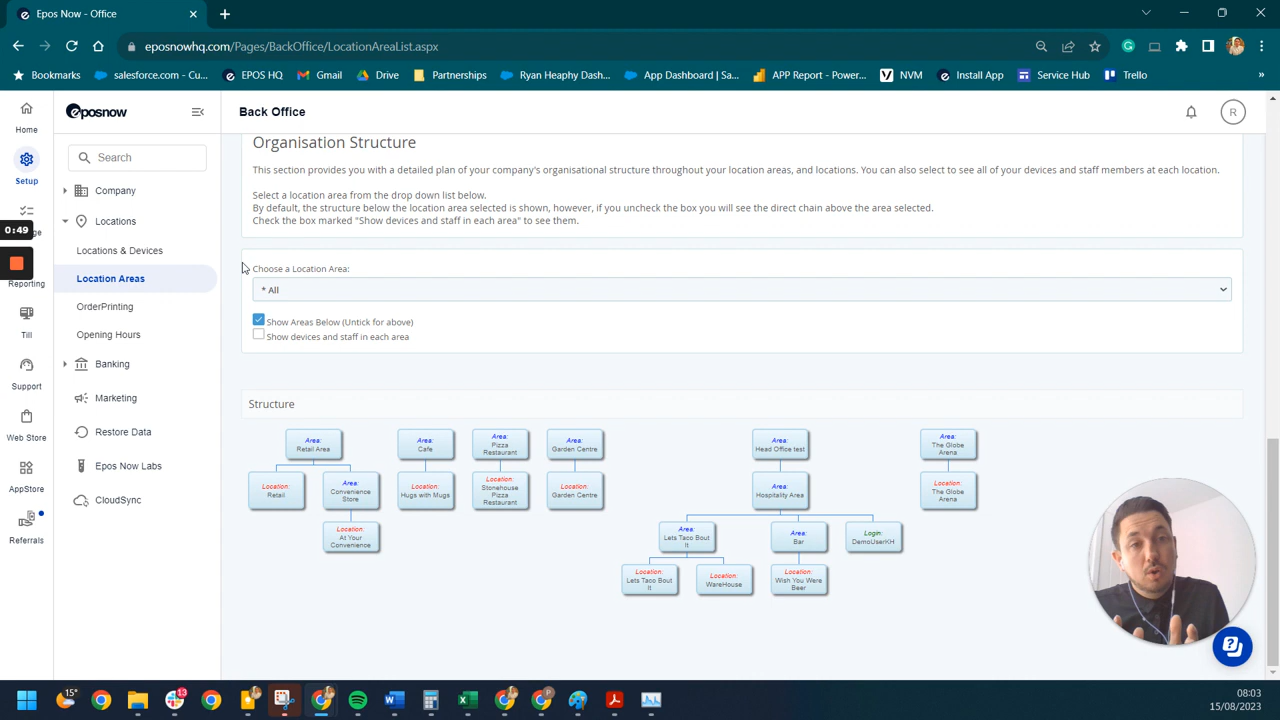 Epos Now - Office
eposnowhq.com/Pages/BackOffice/LocationAreaList.aspx
Bookmarks
salesforce.com - Cu...
EPOS HQ
Gmail
Drive
Partnerships
Ryan Heaphy Dash...
App Dashboard | Sa...
APP Report - Power...
NVM
Install App
Service Hub
Trello
»
Home
Setup
Reporting
Till
Support
Web Store
AppStore
Referrals
0:49
eposnow
Search
Company
Locations
Locations & Devices
Location Areas
OrderPrinting
Opening Hours
Banking
Marketing
Restore Data
Epos Now Labs
CloudSync
Back Office
R
Organisation Structure
This section provides you with a detailed plan of your company's organisational structure throughout your location areas, and locations. You can also select to see all of your devices and staff members at each location.
Select a location area from the drop down list below.
By default, the structure below the location area selected is shown, however, if you uncheck the box you will see the direct chain above the area selected.
Check the box marked "Show devices and staff in each area" to see them.
Choose a Location Area:
* All
Show Areas Below (Untick for above)
Show devices and staff in each area
Structure
Area:
Retail Area
Area:
Cafe
Area:
Pizza
Restaurant
Area:
Garden Centre
Area:
Head Office test
Area:
The Globe
Arena
Location:
Retail
Area:
Convenience
Store
Location:
Hugs with Mugs
Location:
Stonehouse
Pizza
Restaurant
Location:
Garden Centre
Area:
Hospitality Area
Location:
The Globe
Arena
Location:
At Your
Convenience
Area:
Lets Taco Bout
It
Area:
Bar
Login:
DemoUserKH
Location:
Lets Taco Bout
It
Location:
WareHouse
Location:
Wish You Were
Beer
15°
13
P
08:03
15/08/2023